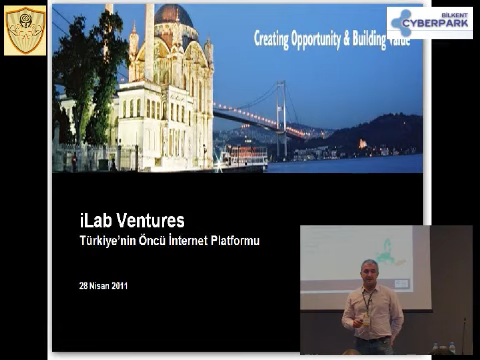 Creating Opportunity & Building Value
BILKENT
CYBERPARK
iLab Ventures
Türkiye'nin Öncü İnternet Platformu
28 Nisan 2011